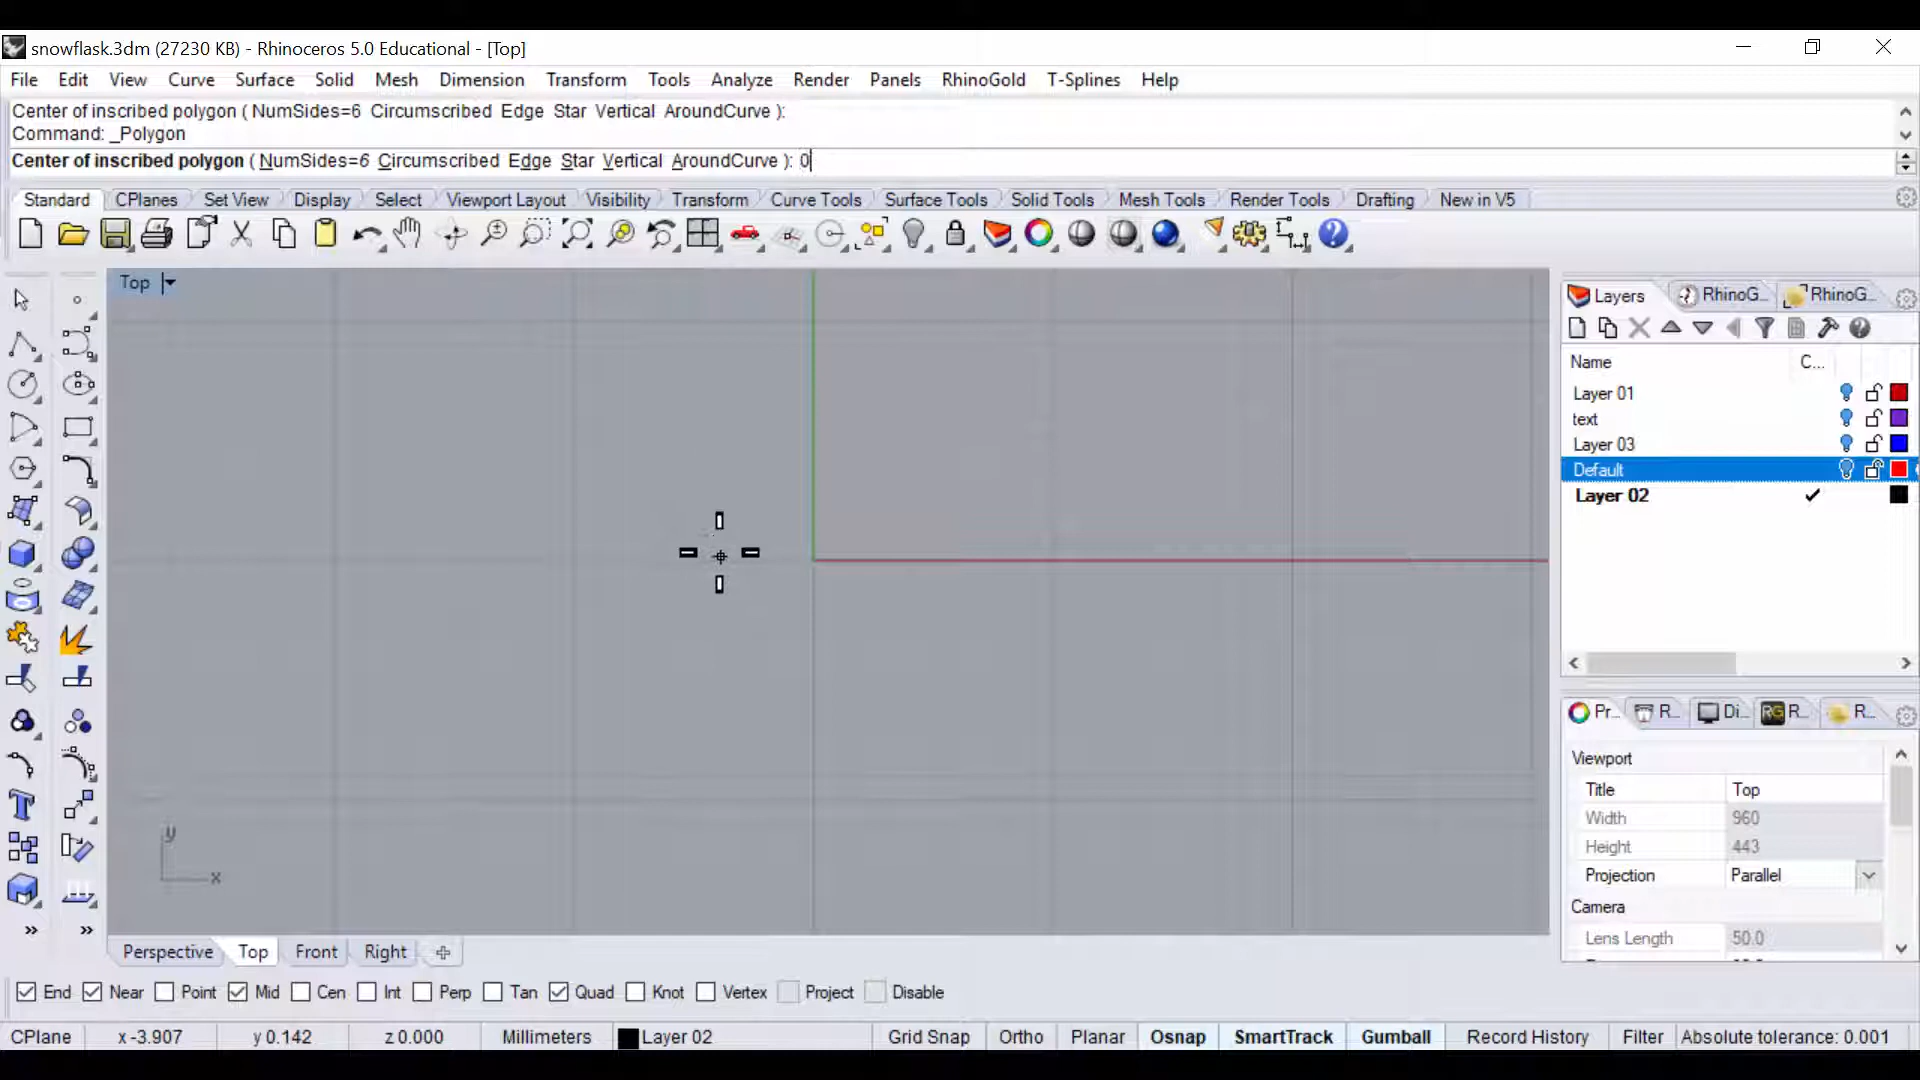 snowflask.3dm (27230 KB) - Rhinoceros 5.0 Educational - [Top]
File Edit View Curve Surface Solid Mesh Dimension Transform Tools Analyze Render Panels RhinoGold T-Splines Help
Center of inscribed polygon ( NumSides=6 Circumscribed Edge Star Vertical AroundCurve ):
Command: _Polygon
Center of inscribed polygon ( NumSides=6 Circumscribed Edge Star Vertical AroundCurve ): 0
Standard CPlanes Set View Display Select Viewport Layout Visibility Transform Curve Tools Surface Tools Solid Tools Mesh Tools Render Tools Drafting New in V5
Top
Layers RhinoG... RhinoG...
Name C...
Layer 01
text
Layer 03
Default
Layer 02
Pr... R... Di... RG R... R...
Viewport
Title Top
Width 960
Height 443
Projection Parallel
Camera
Lens Length 50.0
y
x
Perspective Top Front Right
End Near Point Mid Cen Int Perp Tan Quad Knot Vertex Project Disable
CPlane x -3.907 y 0.142 z 0.000 Millimeters Layer 02 Grid Snap Ortho Planar Osnap SmartTrack Gumball Record History Filter Absolute tolerance: 0.001